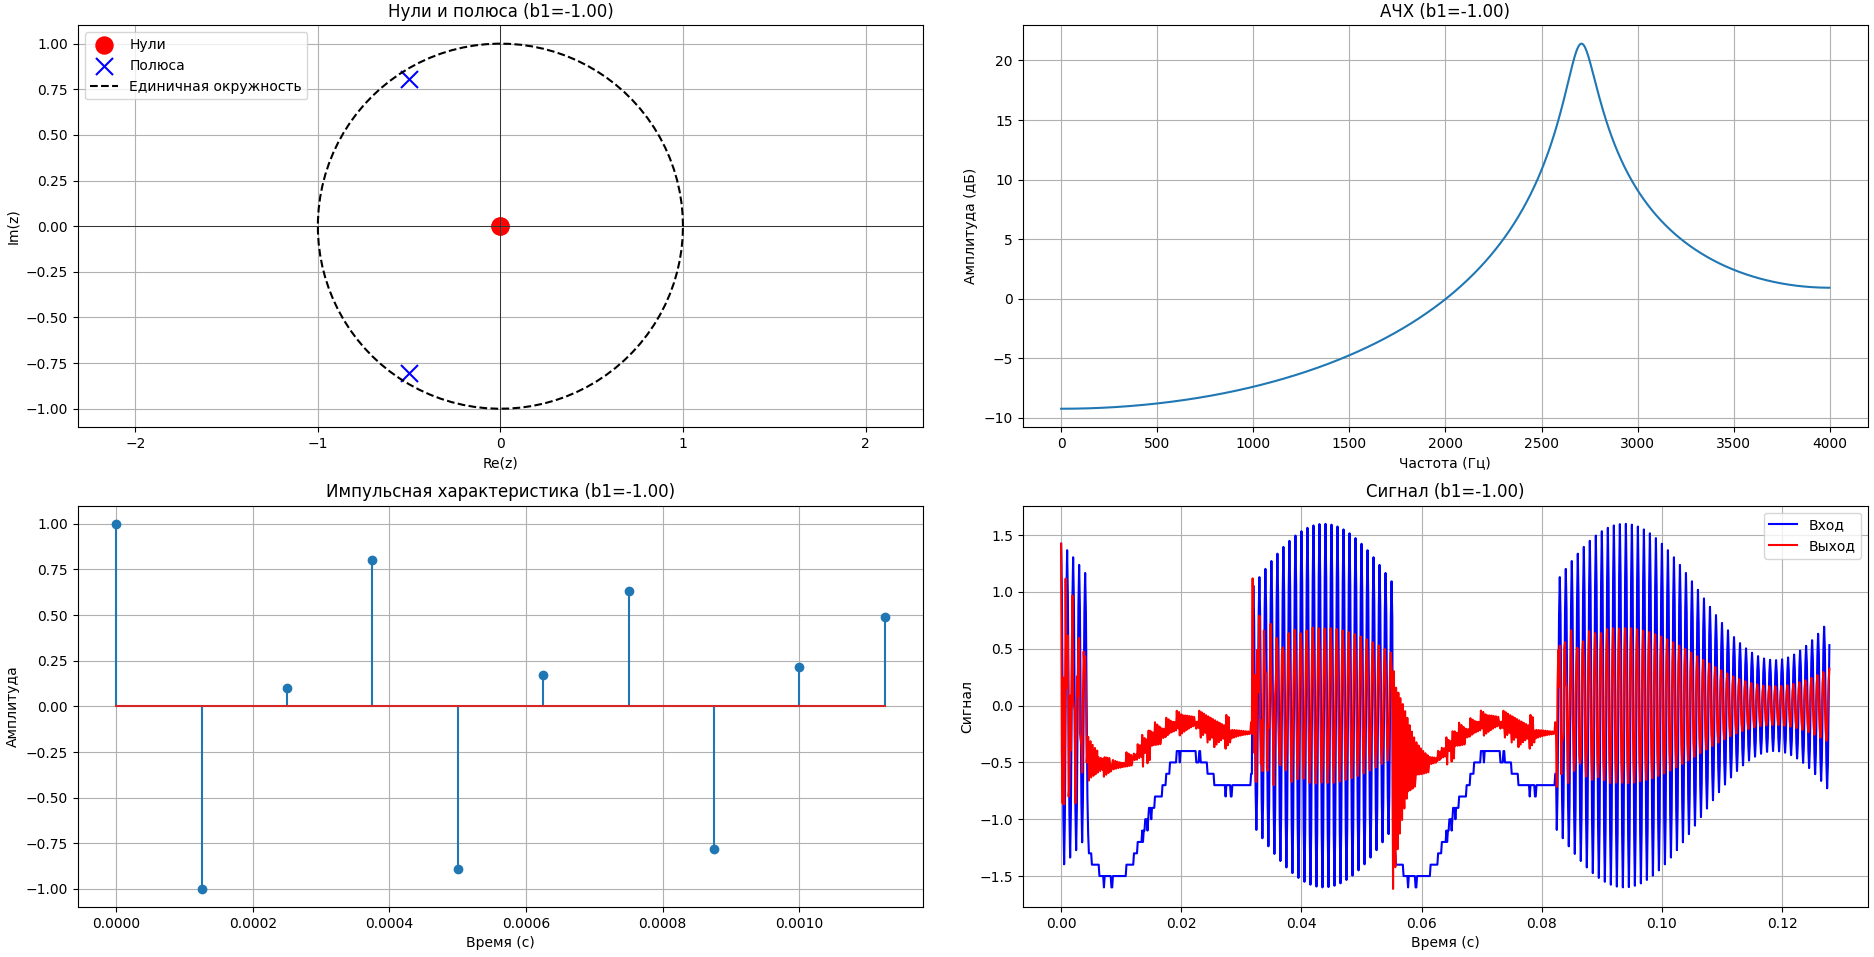 Нули и полюса (b1=-1.00)
Нули
Полюса
Единичная окружность
1.00
0.75
0.50
0.25
0.00
−0.25
−0.50
−0.75
−1.00
Im(z)
−2 −1 0 1 2
Re(z)
АЧХ (b1=-1.00)
20
15
10
5
0
−5
−10
Амплитуда (дБ)
0 500 1000 1500 2000 2500 3000 3500 4000
Частота (Гц)
Импульсная характеристика (b1=-1.00)
1.00
0.75
0.50
0.25
0.00
−0.25
−0.50
−0.75
−1.00
Амплитуда
0.0000 0.0002 0.0004 0.0006 0.0008 0.0010
Время (с)
Сигнал (b1=-1.00)
Вход
Выход
1.5
1.0
0.5
0.0
−0.5
−1.0
−1.5
Сигнал
0.00 0.02 0.04 0.06 0.08 0.10 0.12
Время (с)